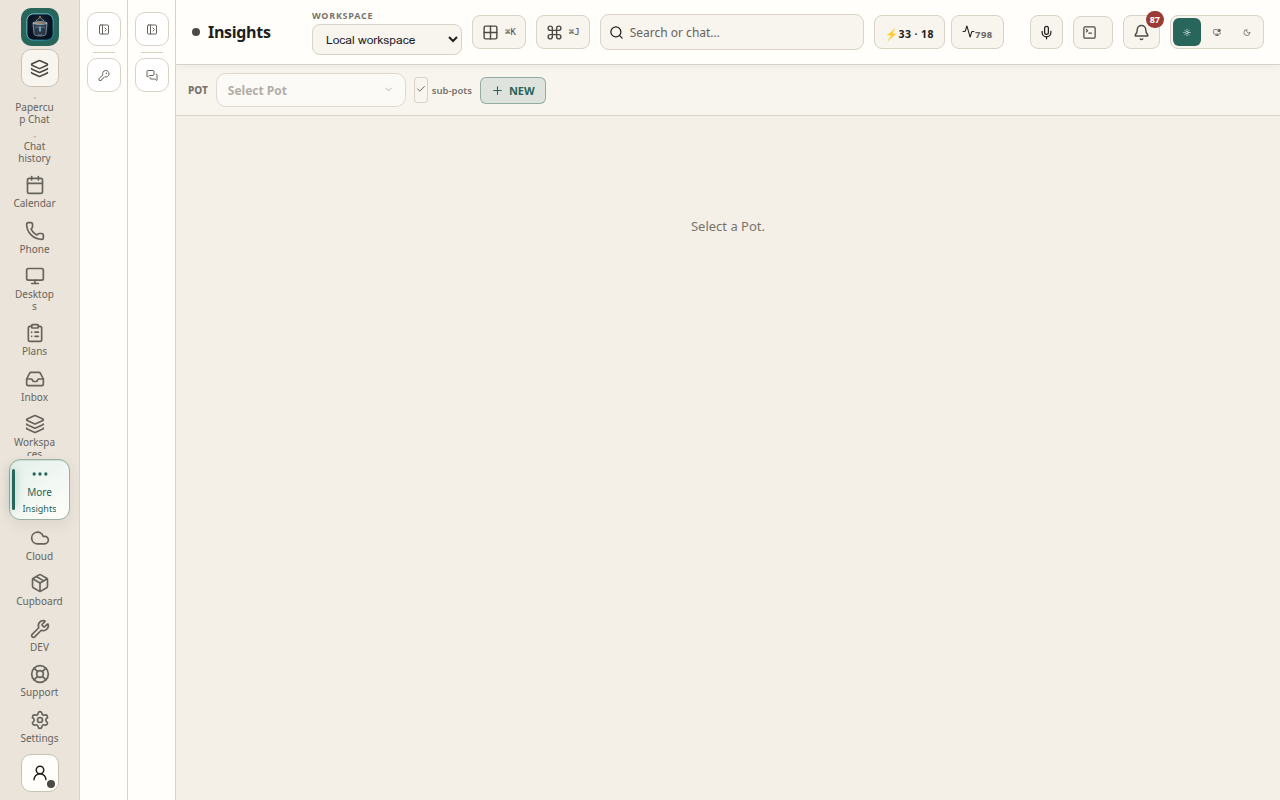 Insights
WORKSPACE
Local workspace
⌘K
⌘J
Search or chat...
⚡33 · 18
798
87
POT
Select Pot
sub-pots
NEW
Select a Pot.
Papercu
p Chat
Chat
history
Calendar
Phone
Desktop
s
Plans
Inbox
Workspa
ces
More
Insights
Cloud
Cupboard
DEV
Support
Settings